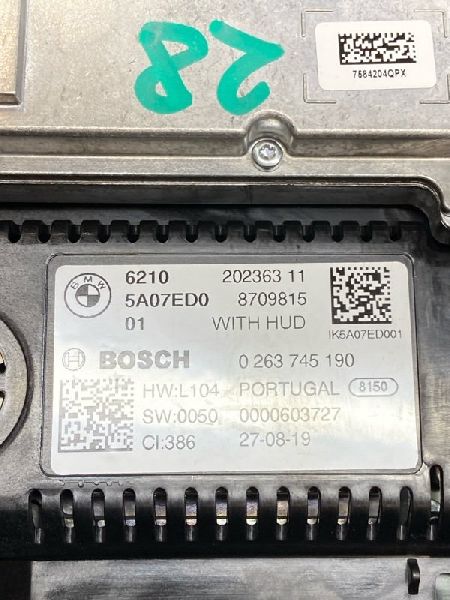 28
7584204QPX
BMW
6210 202363 11
5A07ED0 8709815
01 WITH HUD
IK5A07ED001
BOSCH 0 263 745 190
HW:L104 PORTUGAL 8150
SW:0050 0000603727
CI:386 27-08-19